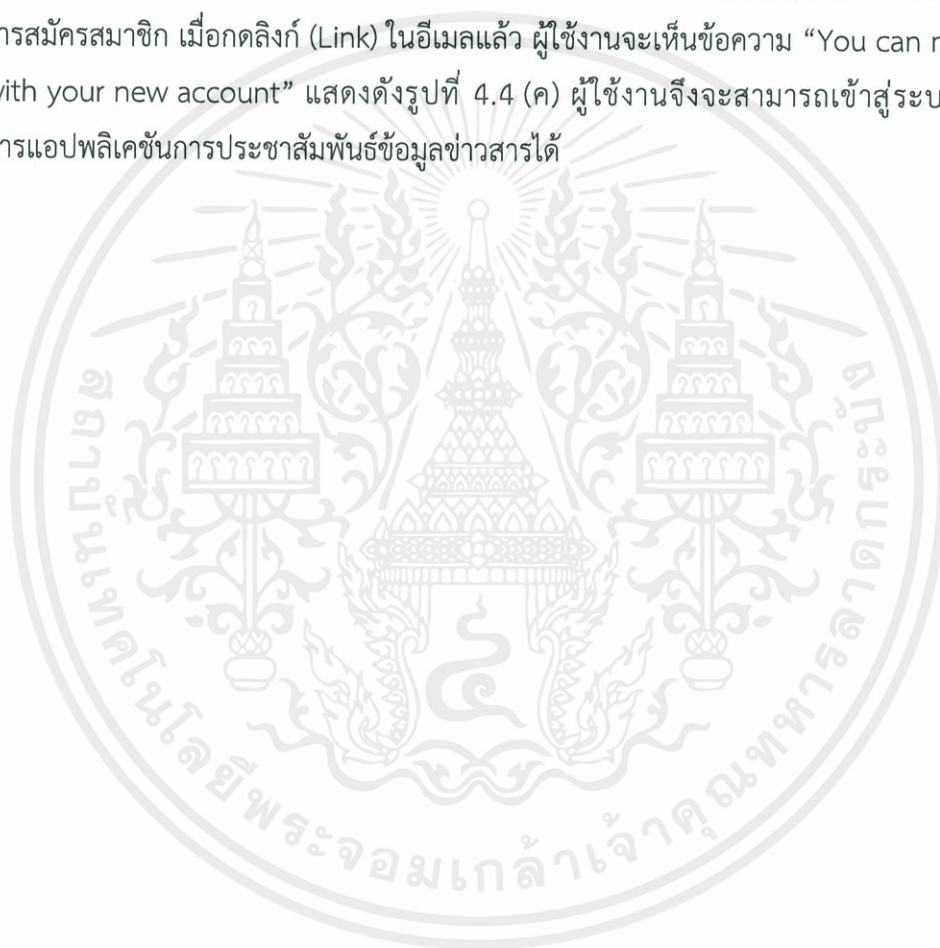 ารสมัครสมาชิก เมื่อกดลิงก์ (Link) ในอีเมลแล้ว ผู้ใช้งานจะเห็นข้อความ “You can
with your new account” แสดงดังรูปที่ 4.4 (ค) ผู้ใช้งานจึงจะสามารถเข้าสู่ระบ
ารแอปพลิเคชันการประชาสัมพันธ์ข้อมูลข่าวสารได้
สถาบันเทคโนโลยีพระจอมเกล้าเจ้าคุณทหารลาดกระบัง